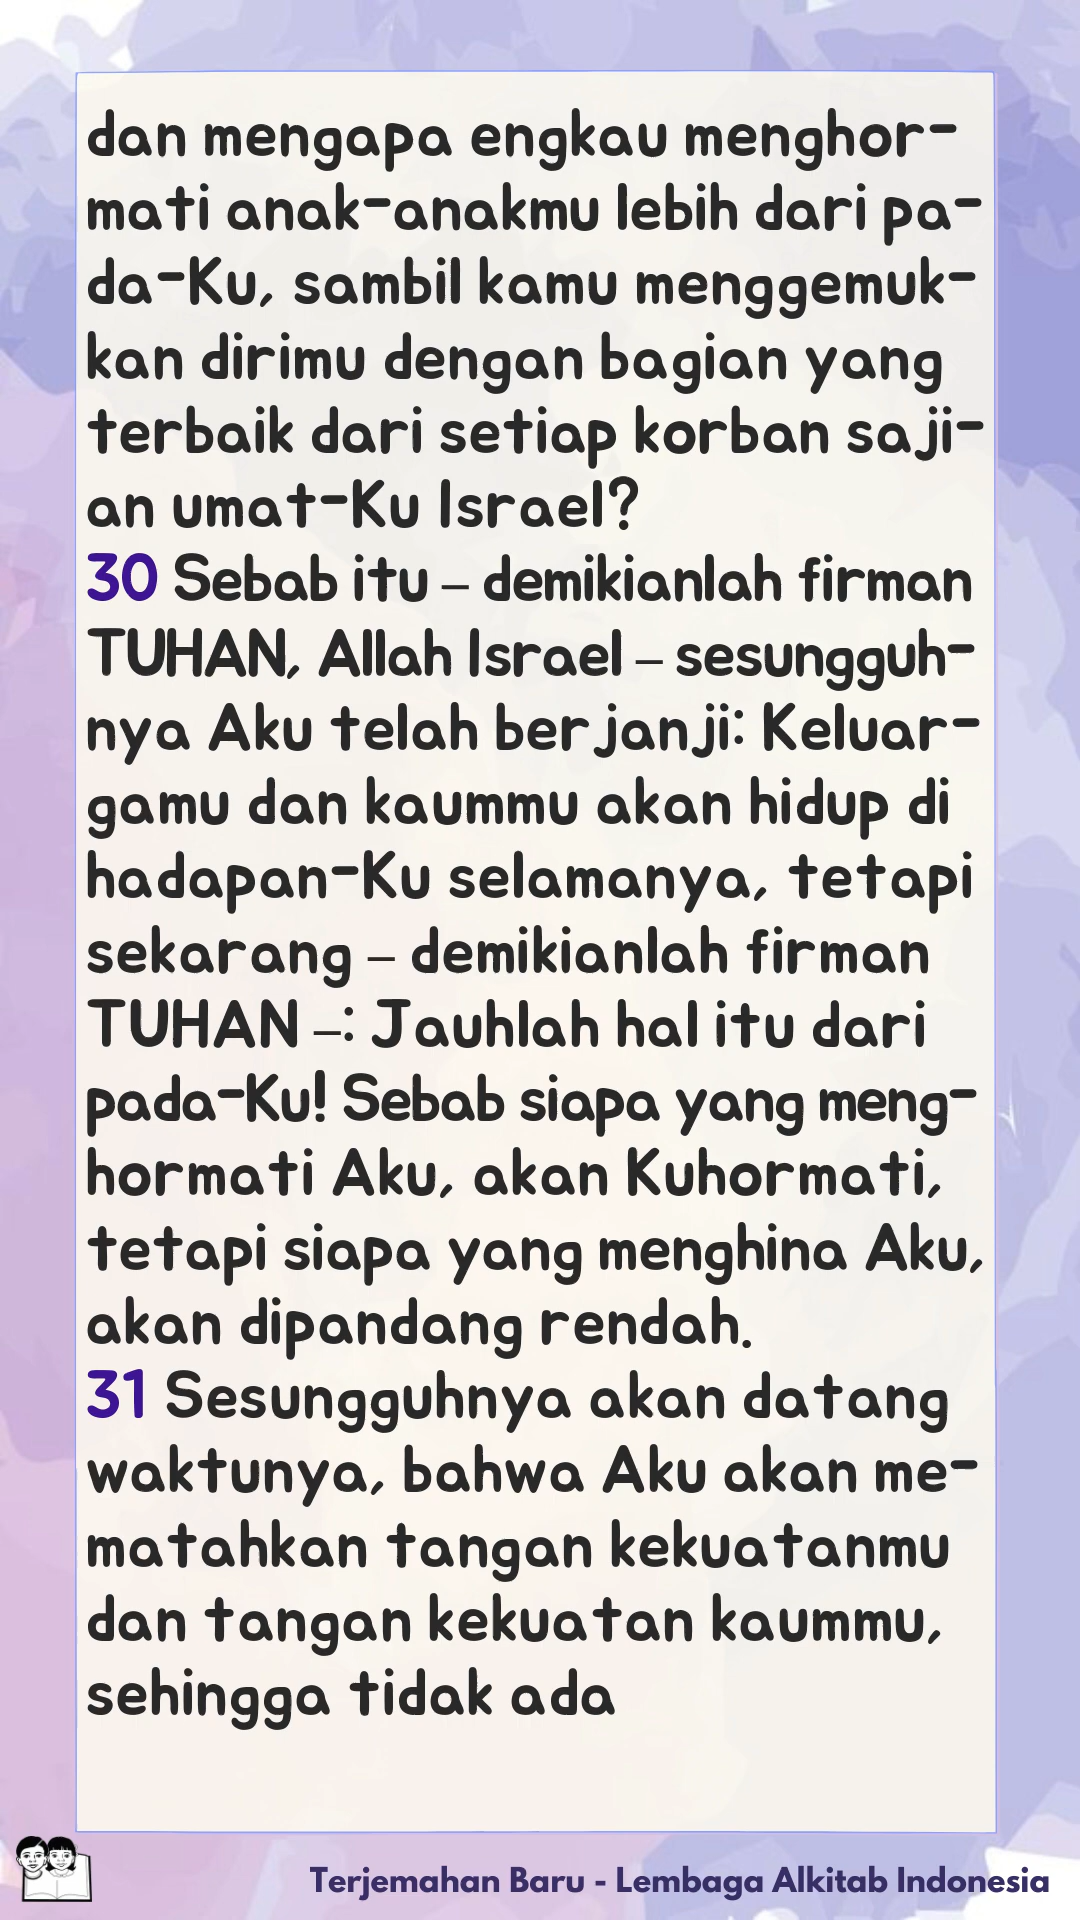 dan mengapa engkau menghor-
mati anak-anakmu lebih dari pa-
da-Ku, sambil kamu menggemuk-
kan dirimu dengan bagian yang
terbaik dari setiap korban saji-
an umat-Ku Israel?
30 Sebab itu – demikianlah firman
TUHAN, Allah Israel – sesungguh-
nya Aku telah berjanji: Keluar-
gamu dan kaummu akan hidup di
hadapan-Ku selamanya, tetapi
sekarang – demikianlah firman
TUHAN –: Jauhlah hal itu dari
pada-Ku! Sebab siapa yang meng-
hormati Aku, akan Kuhormati,
tetapi siapa yang menghina Aku,
akan dipandang rendah.
31 Sesungguhnya akan datang
waktunya, bahwa Aku akan me-
matahkan tangan kekuatanmu
dan tangan kekuatan kaummu,
sehingga tidak ada
Terjemahan Baru - Lembaga Alkitab Indonesia